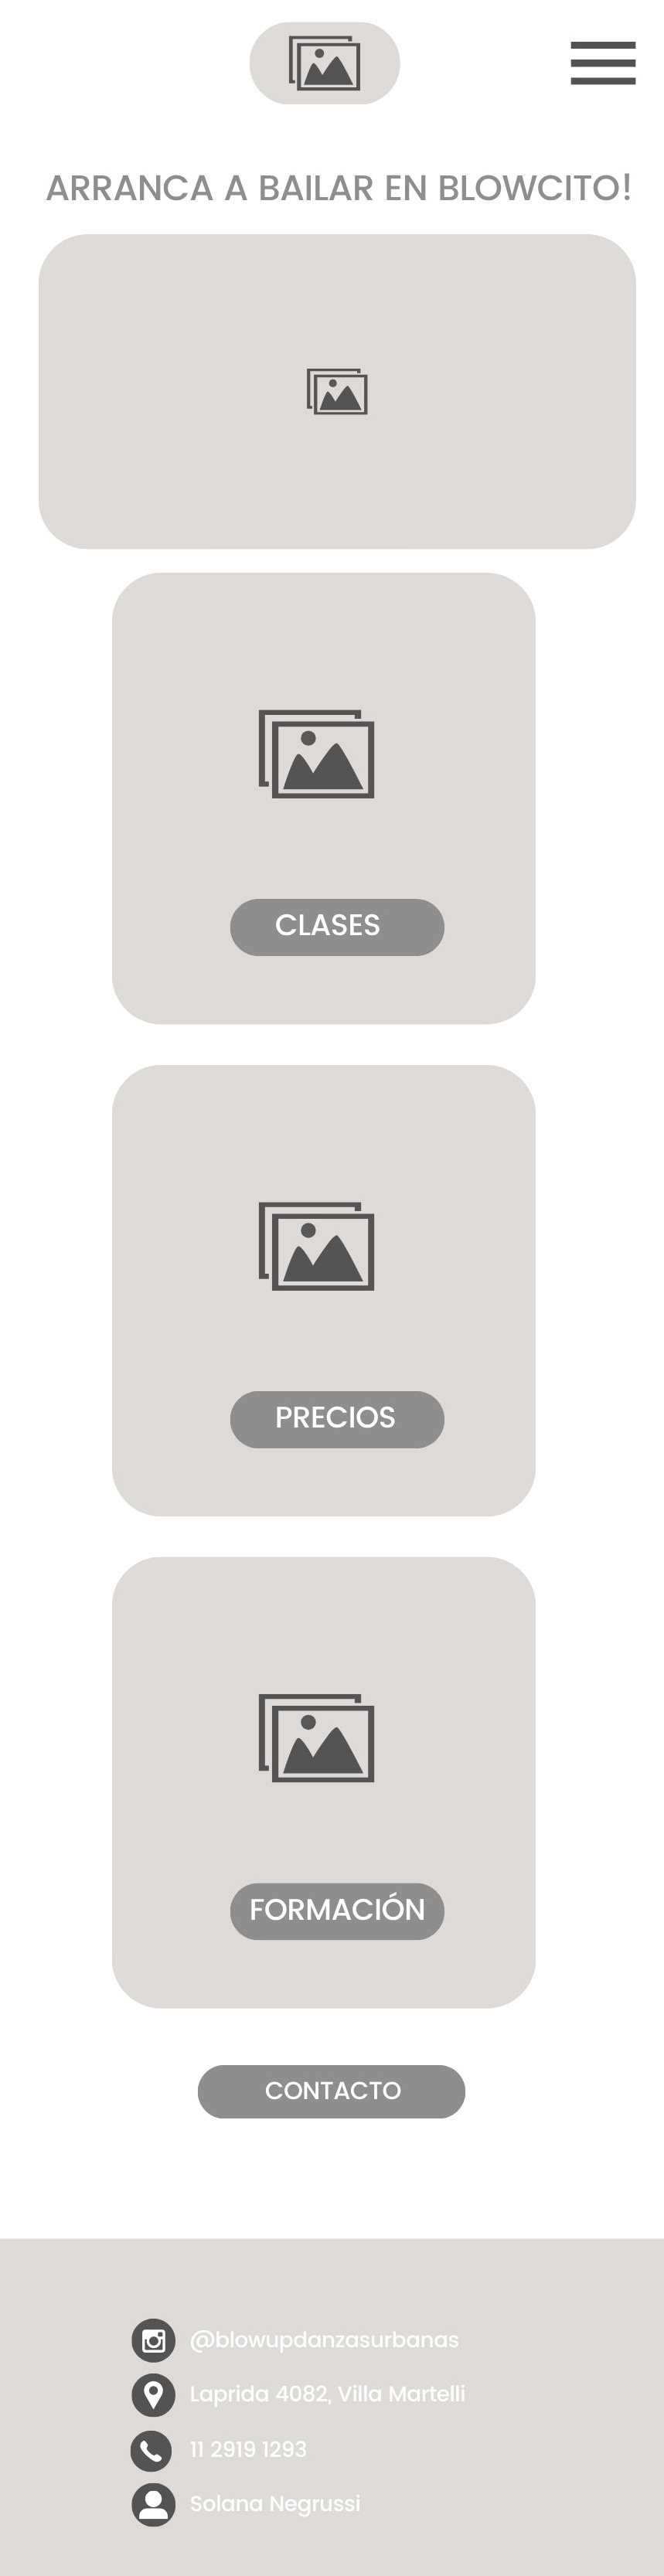 ARRANCA A BAILAR EN BLOWCITO!
CLASES
PRECIOS
FORMACIÓN
CONTACTO
@blowupdanzasurbanas
Laprida 4082, Villa Martelli
11 2919 1293
Solana Negrussi